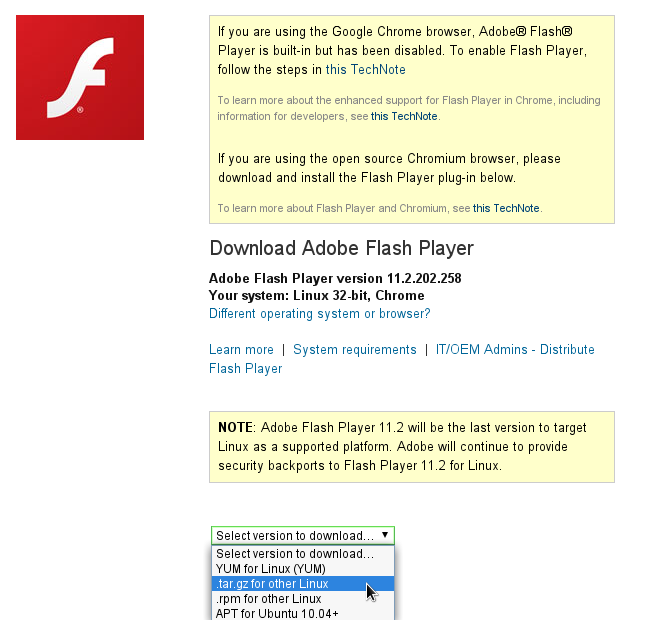 If you are using the Google Chrome browser, Adobe® Flash®
Player is built-in but has been disabled. To enable Flash Player,
follow the steps in this TechNote
To learn more about the enhanced support for Flash Player in Chrome, including
information for developers, see this TechNote.
If you are using the open source Chromium browser, please
download and install the Flash Player plug-in below.
To learn more about Flash Player and Chromium, see this TechNote.
Download Adobe Flash Player
Adobe Flash Player version 11.2.202.258
Your system: Linux 32-bit, Chrome
Different operating system or browser?
Learn more | System requirements | IT/OEM Admins - Distribute
Flash Player
NOTE: Adobe Flash Player 11.2 will be the last version to target
Linux as a supported platform. Adobe will continue to provide
security backports to Flash Player 11.2 for Linux.
Select version to download...
Select version to download...
YUM for Linux (YUM)
.tar.gz for other Linux
.rpm for other Linux
APT for Ubuntu 10.04+